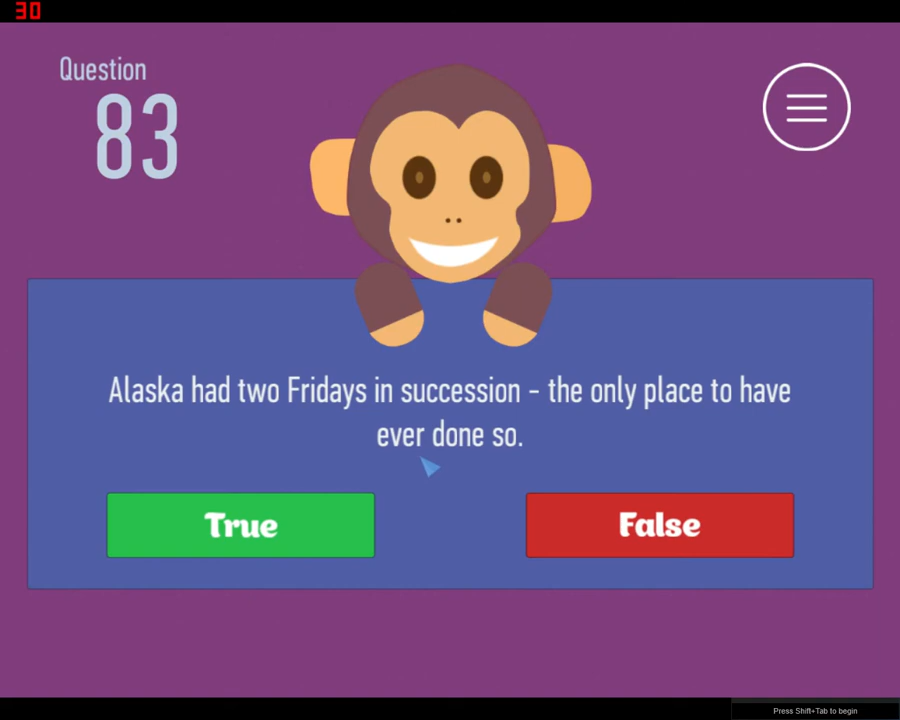 30
Question
83
Alaska had two Fridays in succession - the only place to have
ever done so.
True
False
Press Shift+Tab to begin